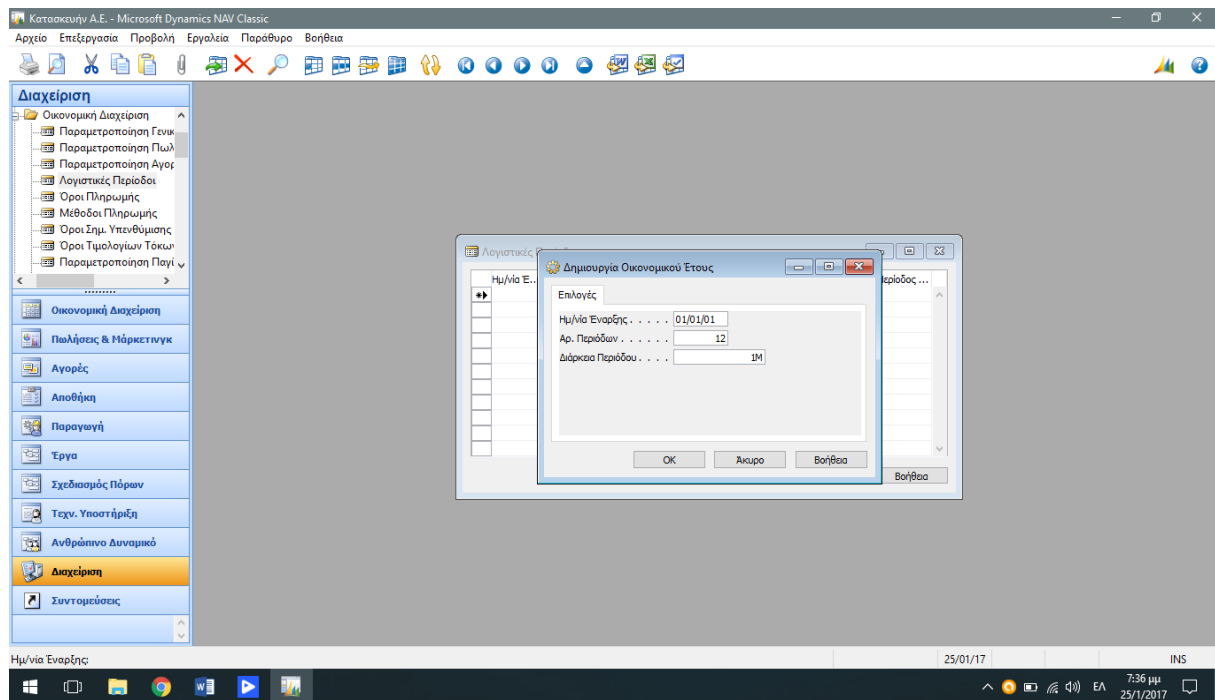 Κατασκευήν Α.Ε. - Microsoft Dynamics NAV Classic
Αρχείο Επεξεργασία Προβολή Εργαλεία Παράθυρο Βοήθεια
Διαχείριση
Οικονομική Διαχείριση
Παραμετροποίηση Γενικ
Παραμετροποίηση Πωλ
Παραμετροποίηση Αγορ
Λογιστικές Περίοδοι
Όροι Πληρωμής
Μέθοδοι Πληρωμής
Όροι Σημ. Υπενθύμισης
Όροι Τιμολογίων Τόκων
Παραμετροποίηση Παγί
Οικονομική Διαχείριση
Πωλήσεις & Μάρκετινγκ
Αγορές
Αποθήκη
Παραγωγή
Έργα
Σχεδιασμός Πόρων
Τεχν. Υποστήριξη
Ανθρώπινο Δυναμικό
Διαχείριση
Συντομεύσεις
Λογιστικές
Ημ/νία Έ... ερίοδος ...
Δημιουργία Οικονομικού Έτους
Επιλογές
Ημ/νία Έναρξης . . . . . 01/01/01
Αρ. Περιόδων . . . . . . 12
Διάρκεια Περιόδου . . . . 1M
OK Άκυρο Βοήθεια
Βοήθεια
Ημ/νία Έναρξης: 25/01/17 INS
ΕΛ 7:36 μμ
25/1/2017